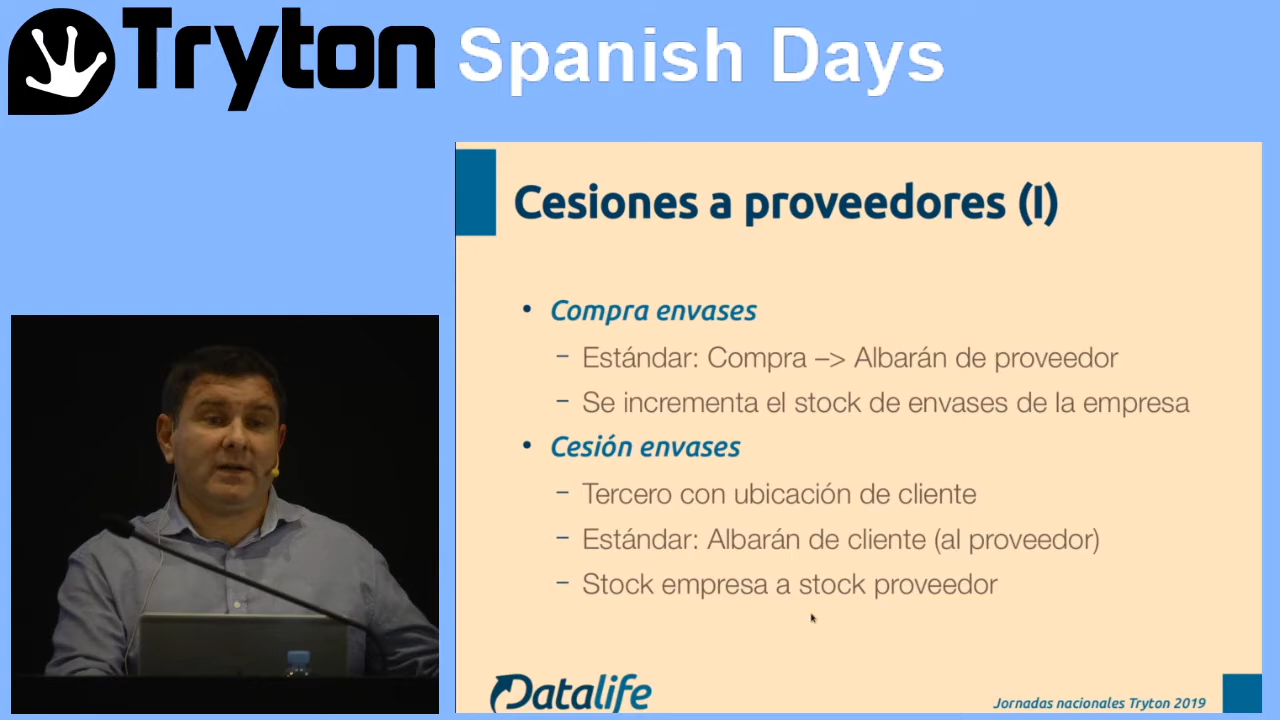 Tryton Spanish Days
Cesiones a proveedores (I)
• Compra envases
– Estándar: Compra –> Albarán de proveedor
– Se incrementa el stock de envases de la empresa
• Cesión envases
– Tercero con ubicación de cliente
– Estándar: Albarán de cliente (al proveedor)
– Stock empresa a stock proveedor
Datalife
Jornadas nacionales Tryton 2019